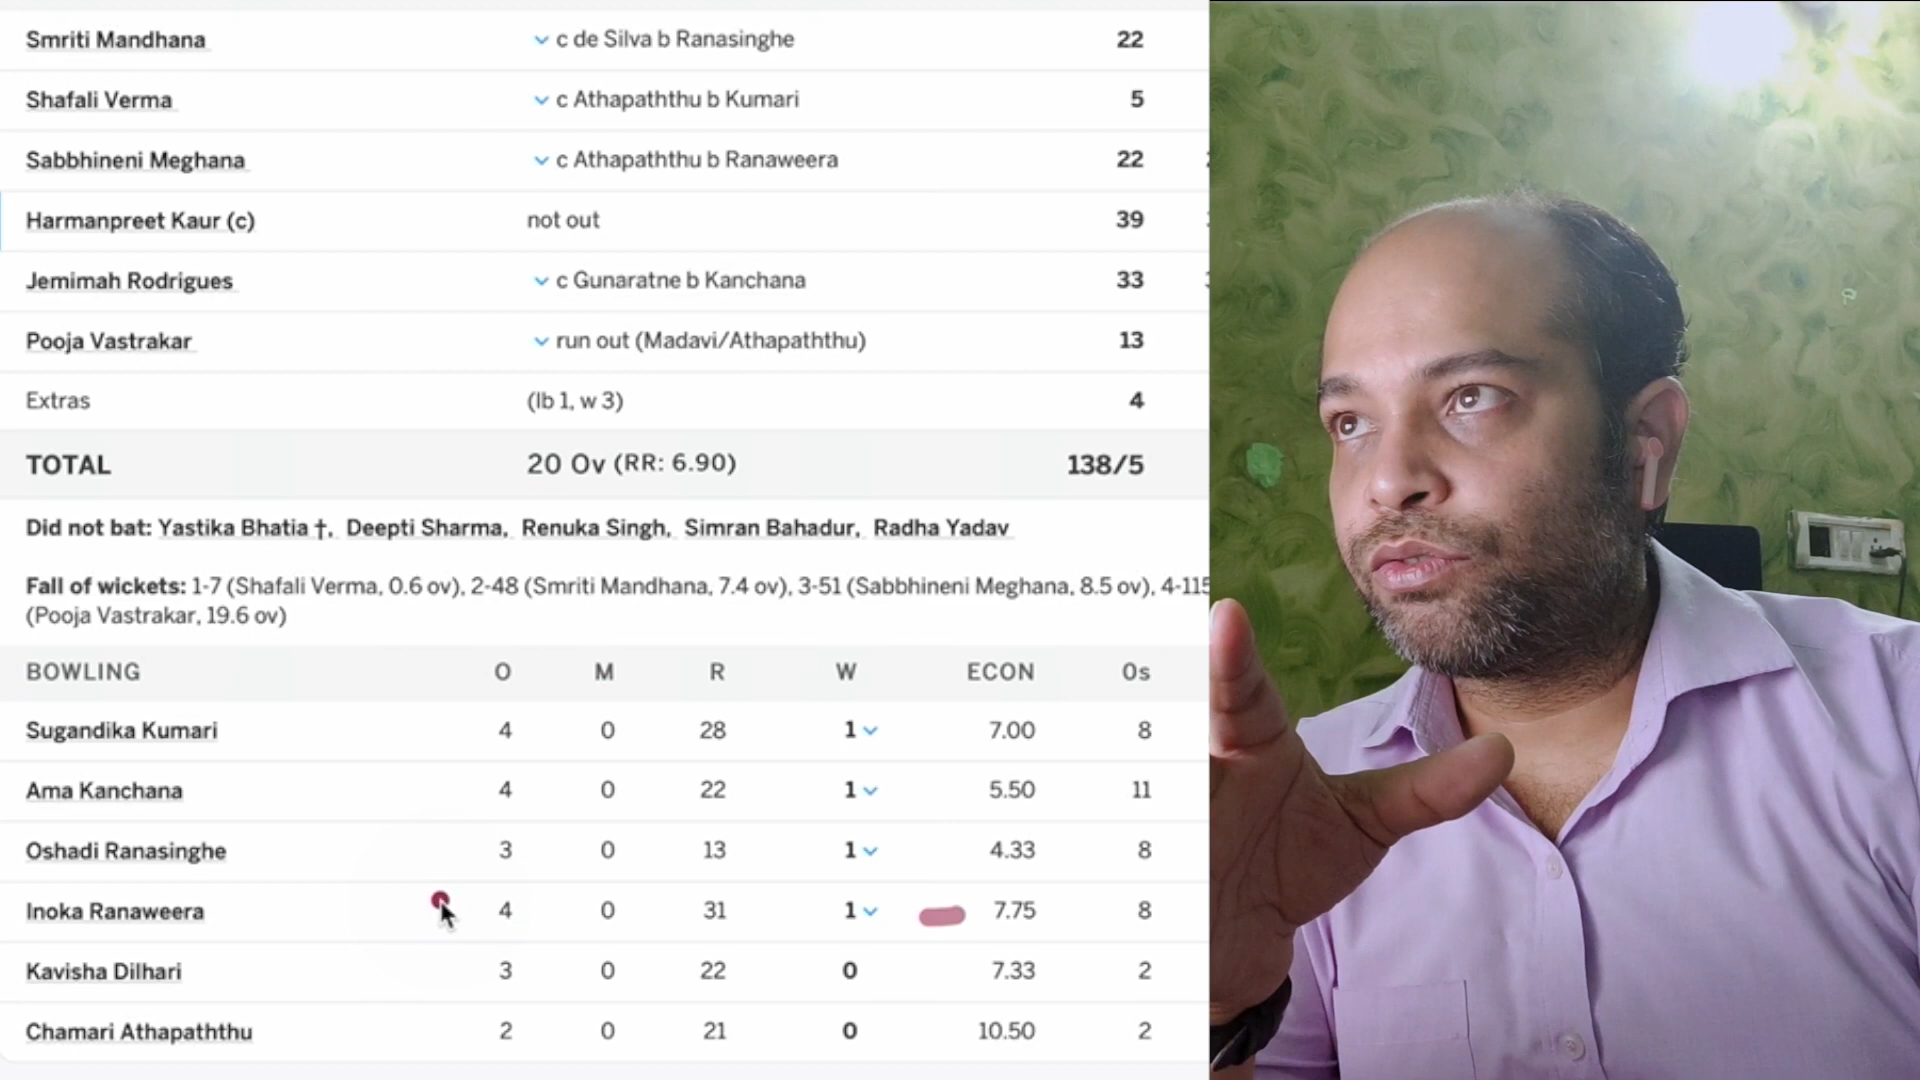 Smriti Mandhana c de Silva b Ranasinghe 22
Shafali Verma c Athapaththu b Kumari 5
Sabbhineni Meghana c Athapaththu b Ranaweera 22
Harmanpreet Kaur (c) not out 39
Jemimah Rodrigues c Gunaratne b Kanchana 33
Pooja Vastrakar run out (Madavi/Athapaththu) 13
Extras (lb 1, w 3) 4
TOTAL 20 Ov (RR: 6.90) 138/5
Did not bat: Yastika Bhatia †, Deepti Sharma, Renuka Singh, Simran Bahadur, Radha Yadav
Fall of wickets: 1-7 (Shafali Verma, 0.6 ov), 2-48 (Smriti Mandhana, 7.4 ov), 3-51 (Sabbhineni Meghana, 8.5 ov), 4-115
(Pooja Vastrakar, 19.6 ov)
BOWLING O M R W ECON 0s
Sugandika Kumari 4 0 28 1 7.00 8
Ama Kanchana 4 0 22 1 5.50 11
Oshadi Ranasinghe 3 0 13 1 4.33 8
Inoka Ranaweera 4 0 31 1 7.75 8
Kavisha Dilhari 3 0 22 0 7.33 2
Chamari Athapaththu 2 0 21 0 10.50 2